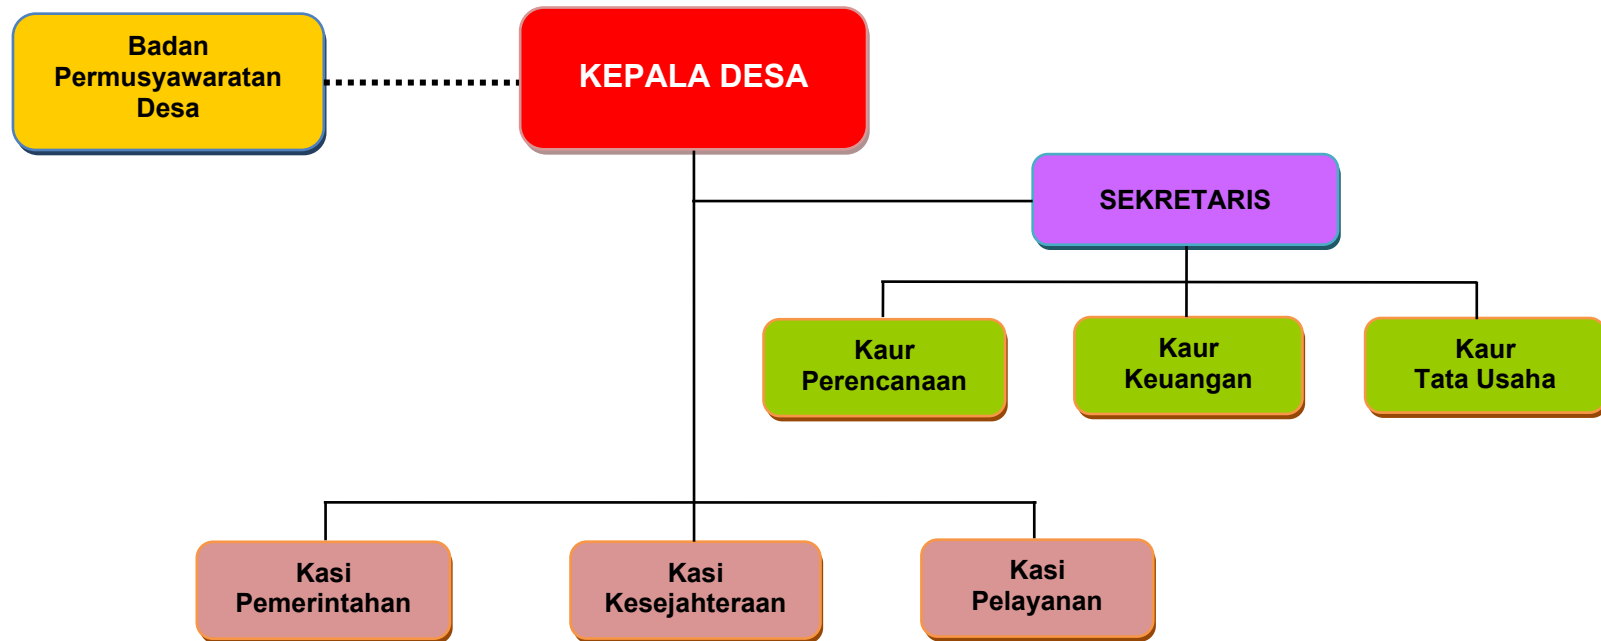 Badan
Permusyawaratan
Desa
KEPALA DESA
SEKRETARIS
Kaur
Perencanaan
Kaur
Keuangan
Kaur
Tata Usaha
Kasi
Pemerintahan
Kasi
Kesejahteraan
Kasi
Pelayanan